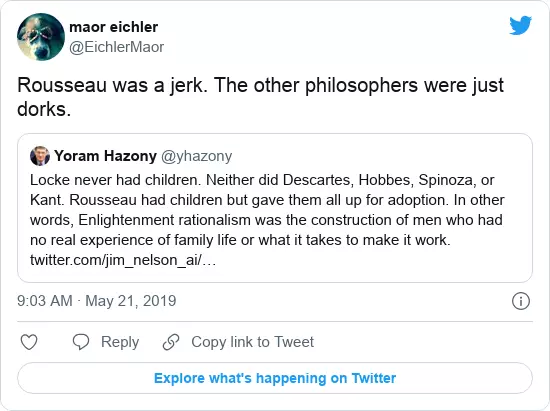 maor eichler
@EichlerMaor
Rousseau was a jerk. The other philosophers were just
dorks.
Yoram Hazony @yhazony
Locke never had children. Neither did Descartes, Hobbes, Spinoza, or
Kant. Rousseau had children but gave them all up for adoption. In other
words, Enlightenment rationalism was the construction of men who had
no real experience of family life or what it takes to make it work.
twitter.com/jim_nelson_ai/…
9:03 AM · May 21, 2019
Reply Copy link to Tweet
Explore what's happening on Twitter